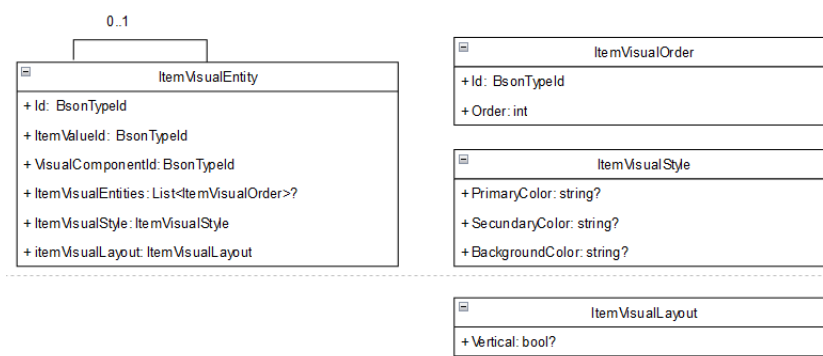 0..1
ItemVisualEntity
+ Id: BsonTypeId
+ ItemValueId: BsonTypeId
+ VisualComponentId: BsonTypeId
+ ItemVisualEntities: List<ItemVisualOrder>?
+ ItemVisualStyle: ItemVisualStyle
+ itemVisualLayout: ItemVisualLayout
ItemVisualOrder
+ Id: BsonTypeId
+ Order: int
ItemVisualStyle
+ PrimaryColor: string?
+ SecundaryColor: string?
+ BackgroundColor: string?
ItemVisualLayout
+ Vertical: bool?